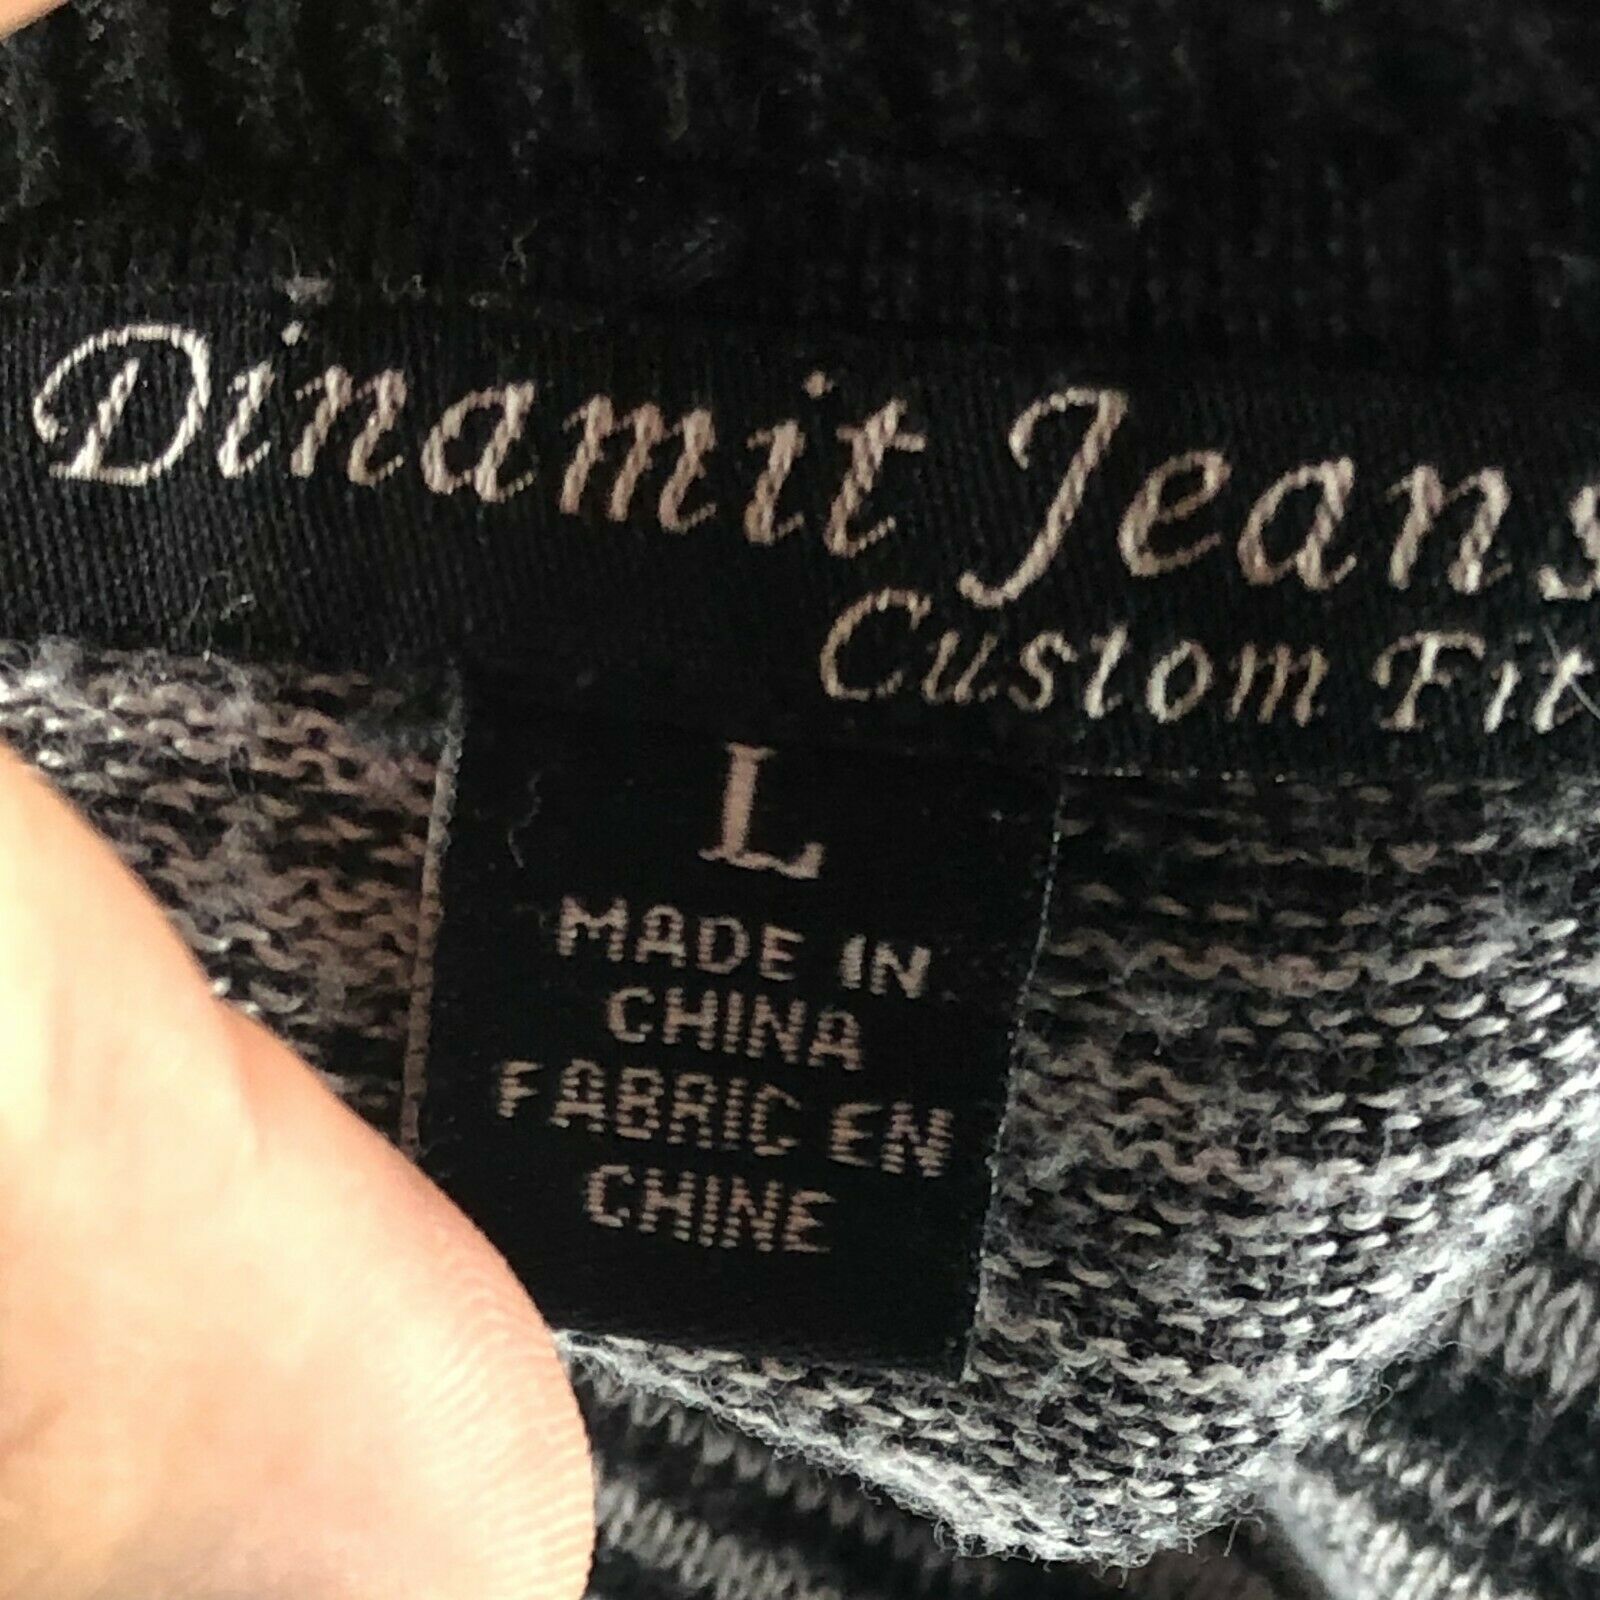 Dinamit Jeans
Custom Fit
L
MADE IN
CHINA
FABRIC EN
CHINE